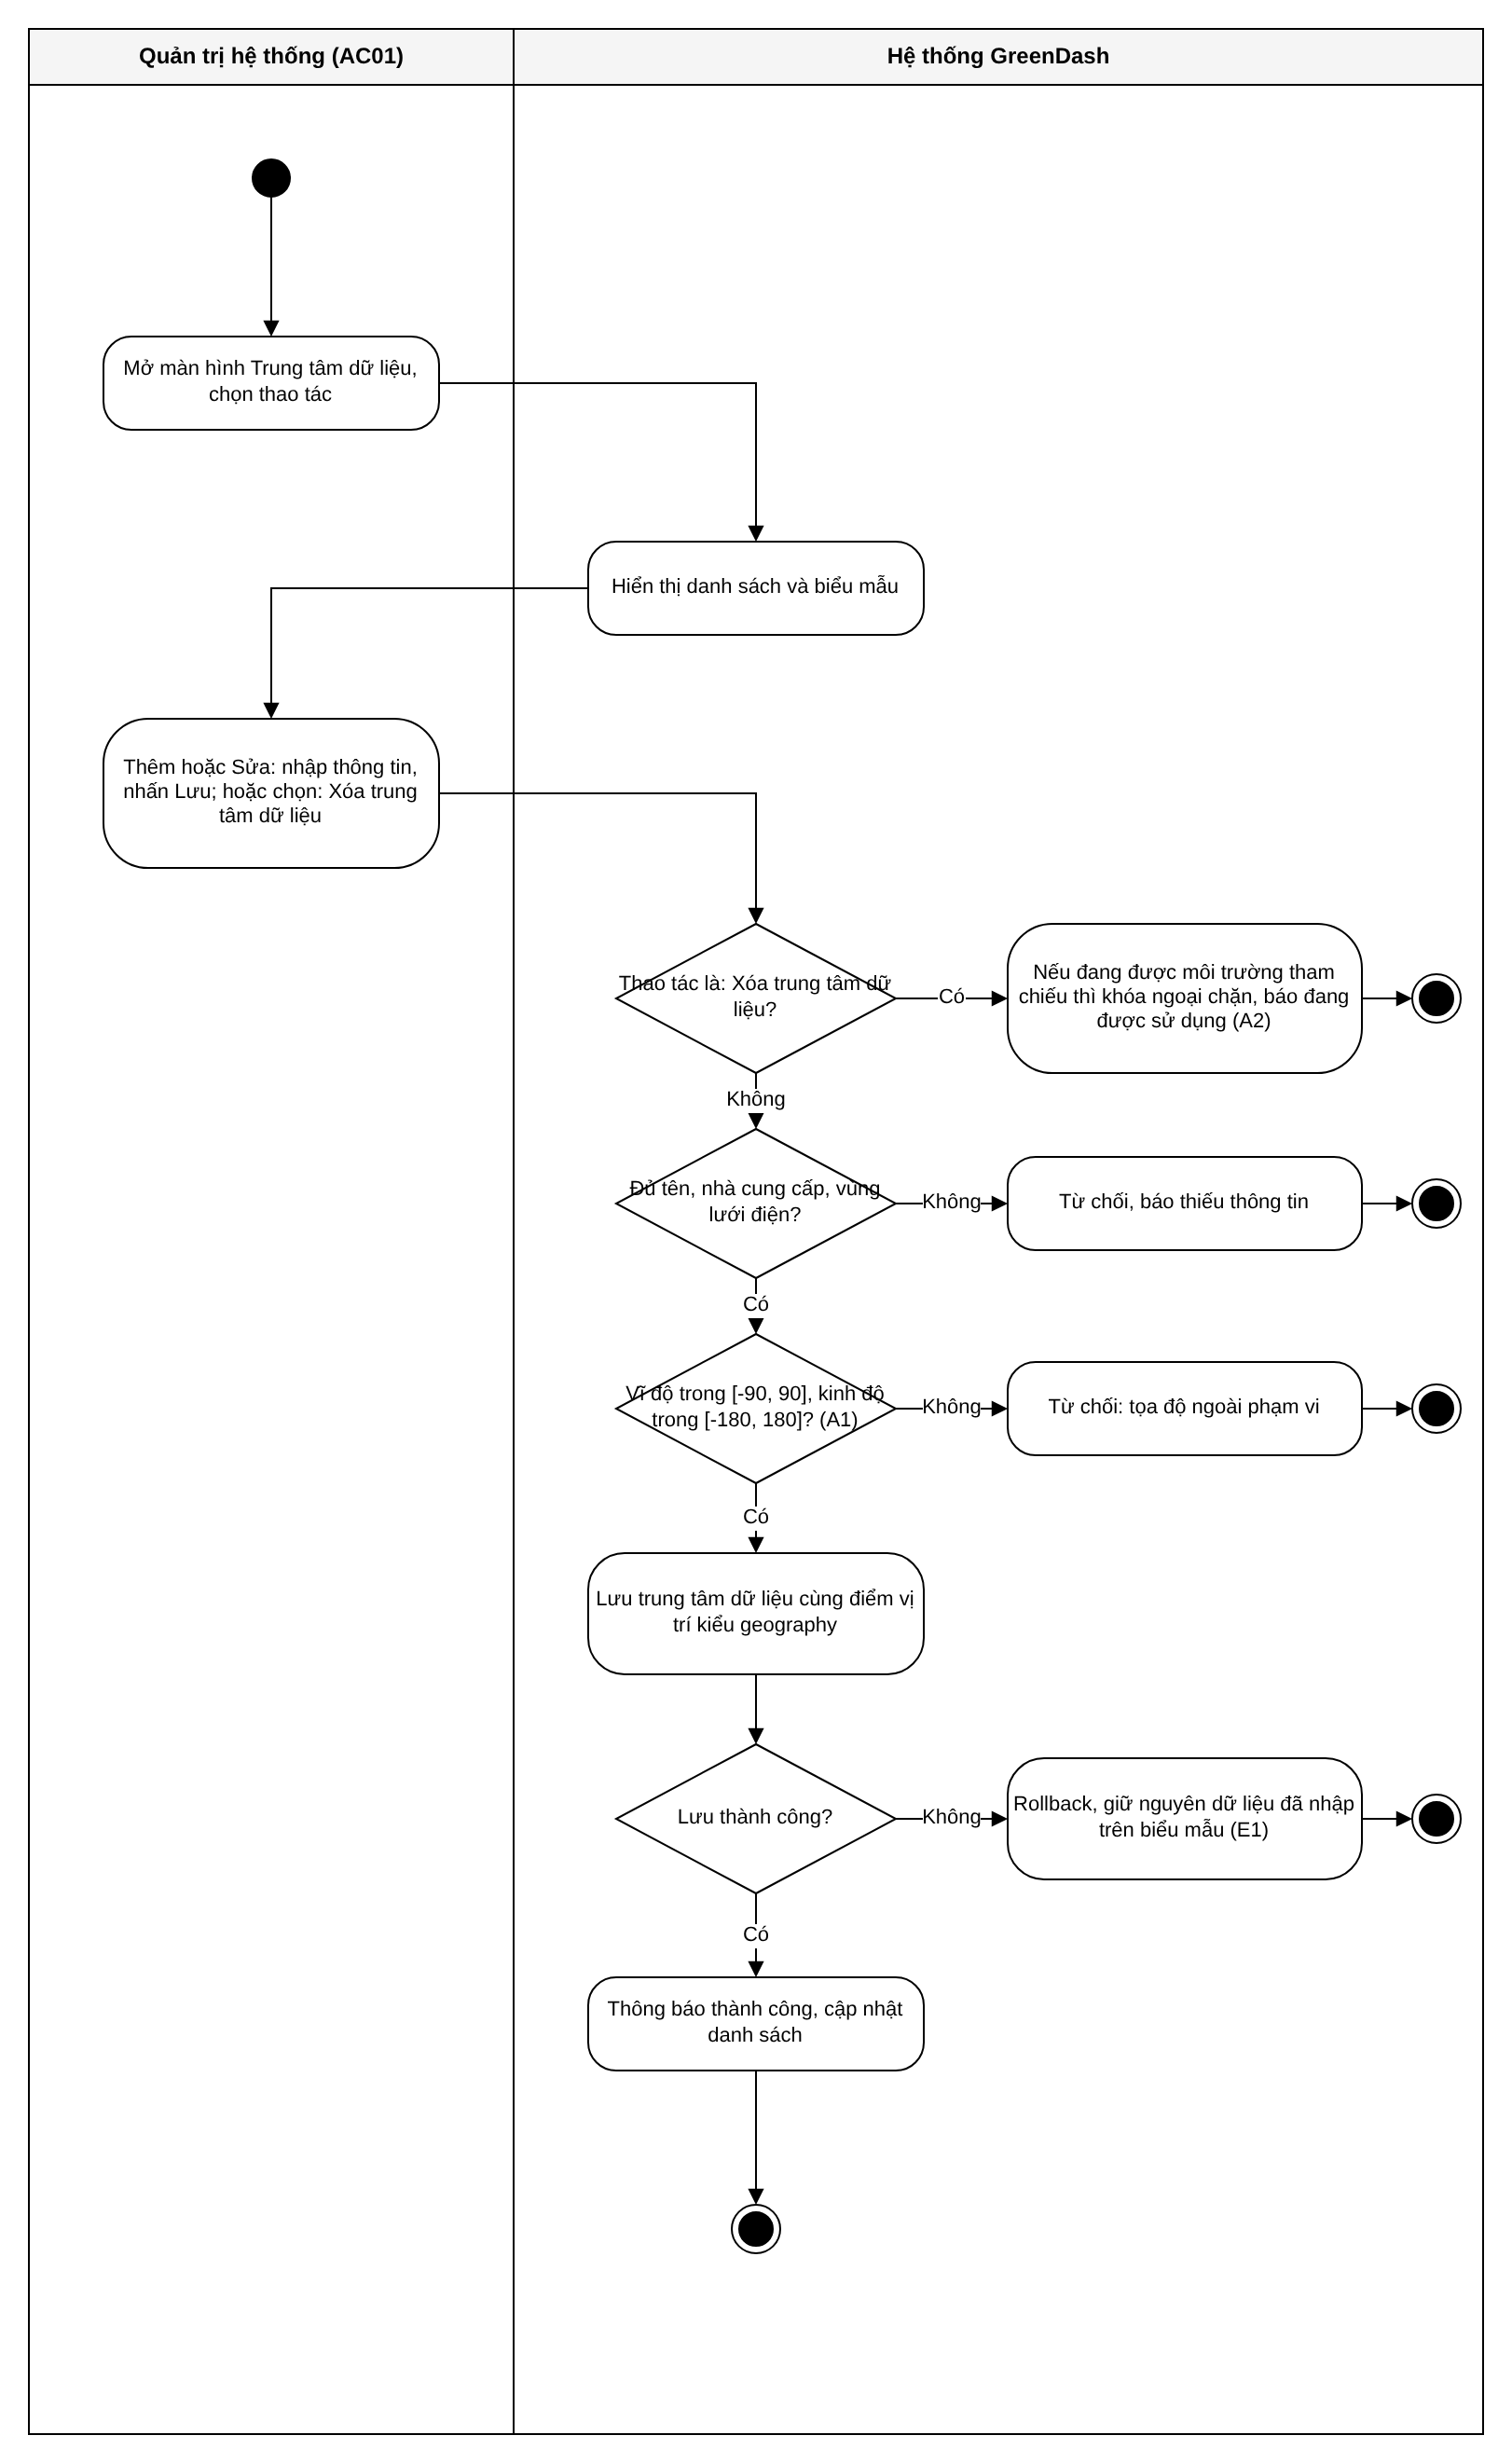 Quản trị hệ thống (AC01)
Hệ thống GreenDash
Mở màn hình Trung tâm dữ liệu,
chọn thao tác
Hiển thị danh sách và biểu mẫu
Thêm hoặc Sửa: nhập thông tin,
nhấn Lưu; hoặc chọn: Xóa trung
tâm dữ liệu
Thao tác là: Xóa trung tâm dữ
liệu?
Có
Nếu đang được môi trường tham
chiếu thì khóa ngoại chặn, báo đang
được sử dụng (A2)
Không
Đủ tên, nhà cung cấp, vùng
lưới điện?
Không
Từ chối, báo thiếu thông tin
Có
Vĩ độ trong [-90, 90], kinh độ
trong [-180, 180]? (A1)
Không
Từ chối: tọa độ ngoài phạm vi
Có
Lưu trung tâm dữ liệu cùng điểm vị
trí kiểu geography
Lưu thành công?
Không
Rollback, giữ nguyên dữ liệu đã nhập
trên biểu mẫu (E1)
Có
Thông báo thành công, cập nhật
danh sách